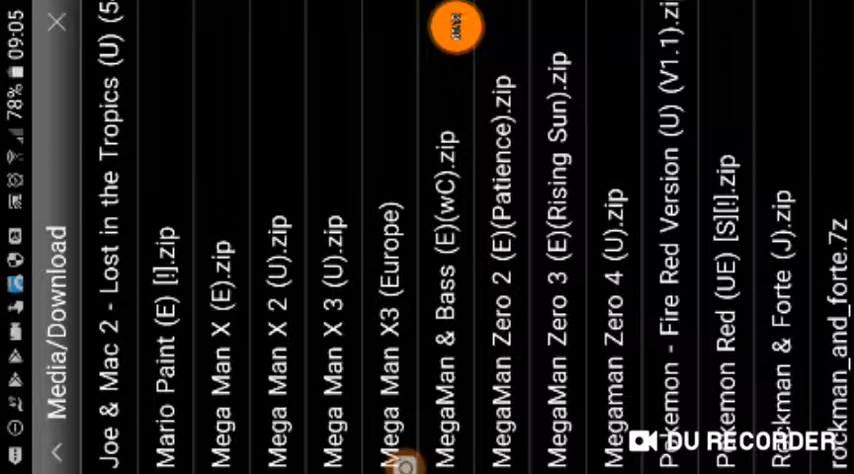 78% 09:05
Media/Download
Joe & Mac 2 - Lost in the Tropics (U) (5
Mario Paint (E) [!].zip
Mega Man X (E).zip
Mega Man X 2 (U).zip
Mega Man X 3 (U).zip
Mega Man X3 (Europe)
MegaMan & Bass (E)(wC).zip
MegaMan Zero 2 (E)(Patience).zip
MegaMan Zero 3 (E)(Rising Sun).zip
Megaman Zero 4 (U).zip
Pokemon - Fire Red Version (U) (V1.1).zi
Pokemon Red (UE) [S][!].zip
Rockman & Forte (J).zip
rockman_and_forte.7z
DU RECORDER